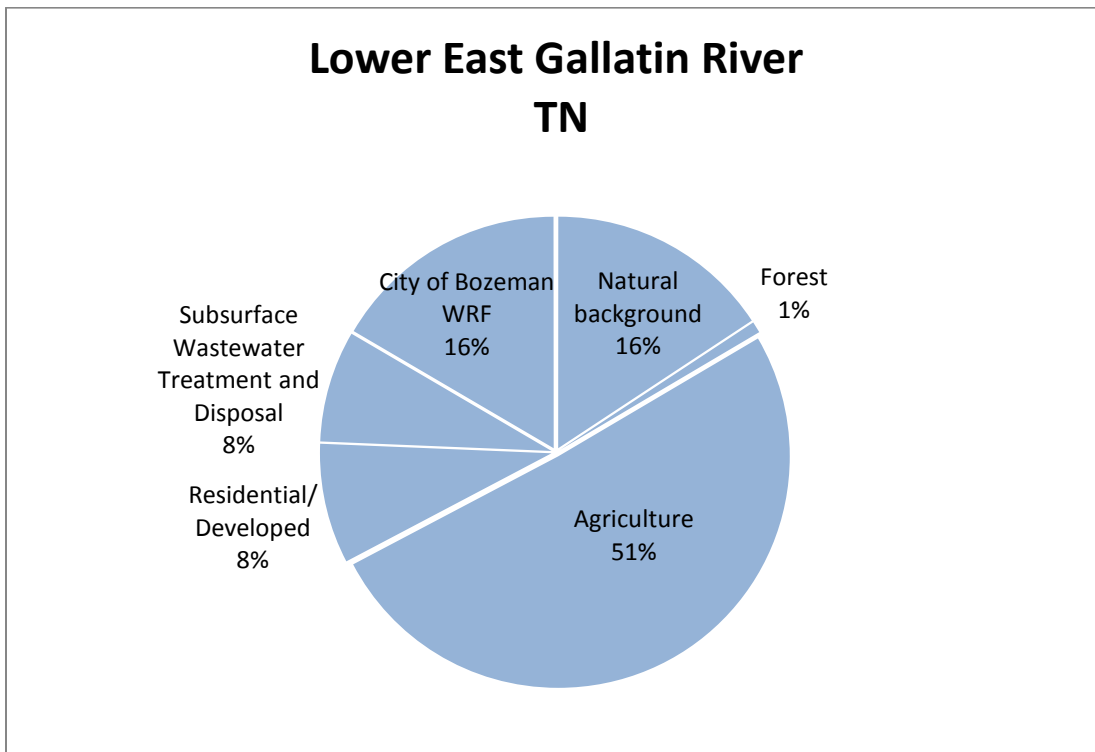 Lower East Gallatin River
TN
City of Bozeman
WRF
16%
Natural
background
16%
Forest
1%
Subsurface
Wastewater
Treatment and
Disposal
8%
Residential/
Developed
8%
Agriculture
51%